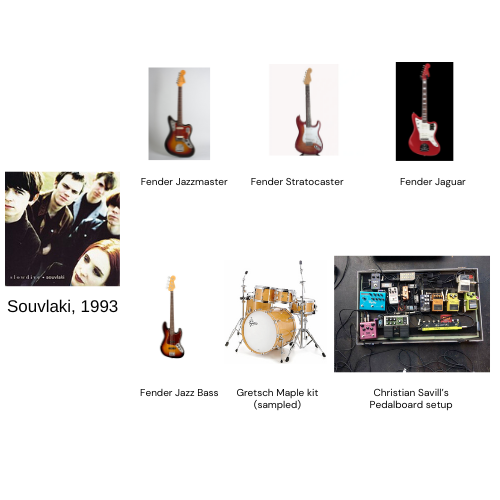 Fender Jazzmaster
Fender Stratocaster
Fender Jaguar
slowdive • souvlaki
Souvlaki, 1993
Fender Jazz Bass
Gretsch Maple kit
(sampled)
Christian Savill's
Pedalboard setup